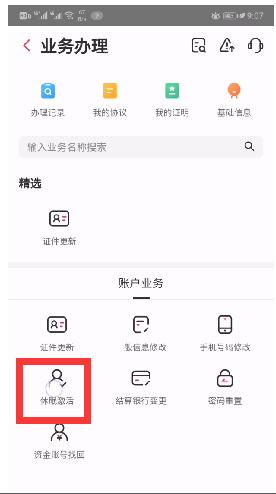 9:07
业务办理
办理记录 我的协议 我的证明 基础信息
输入业务名称搜索
精选
证件更新
账户业务
证件更新 信息修改 手机号码修改
休眠激活 结算银行变更 密码重置
资金账号找回